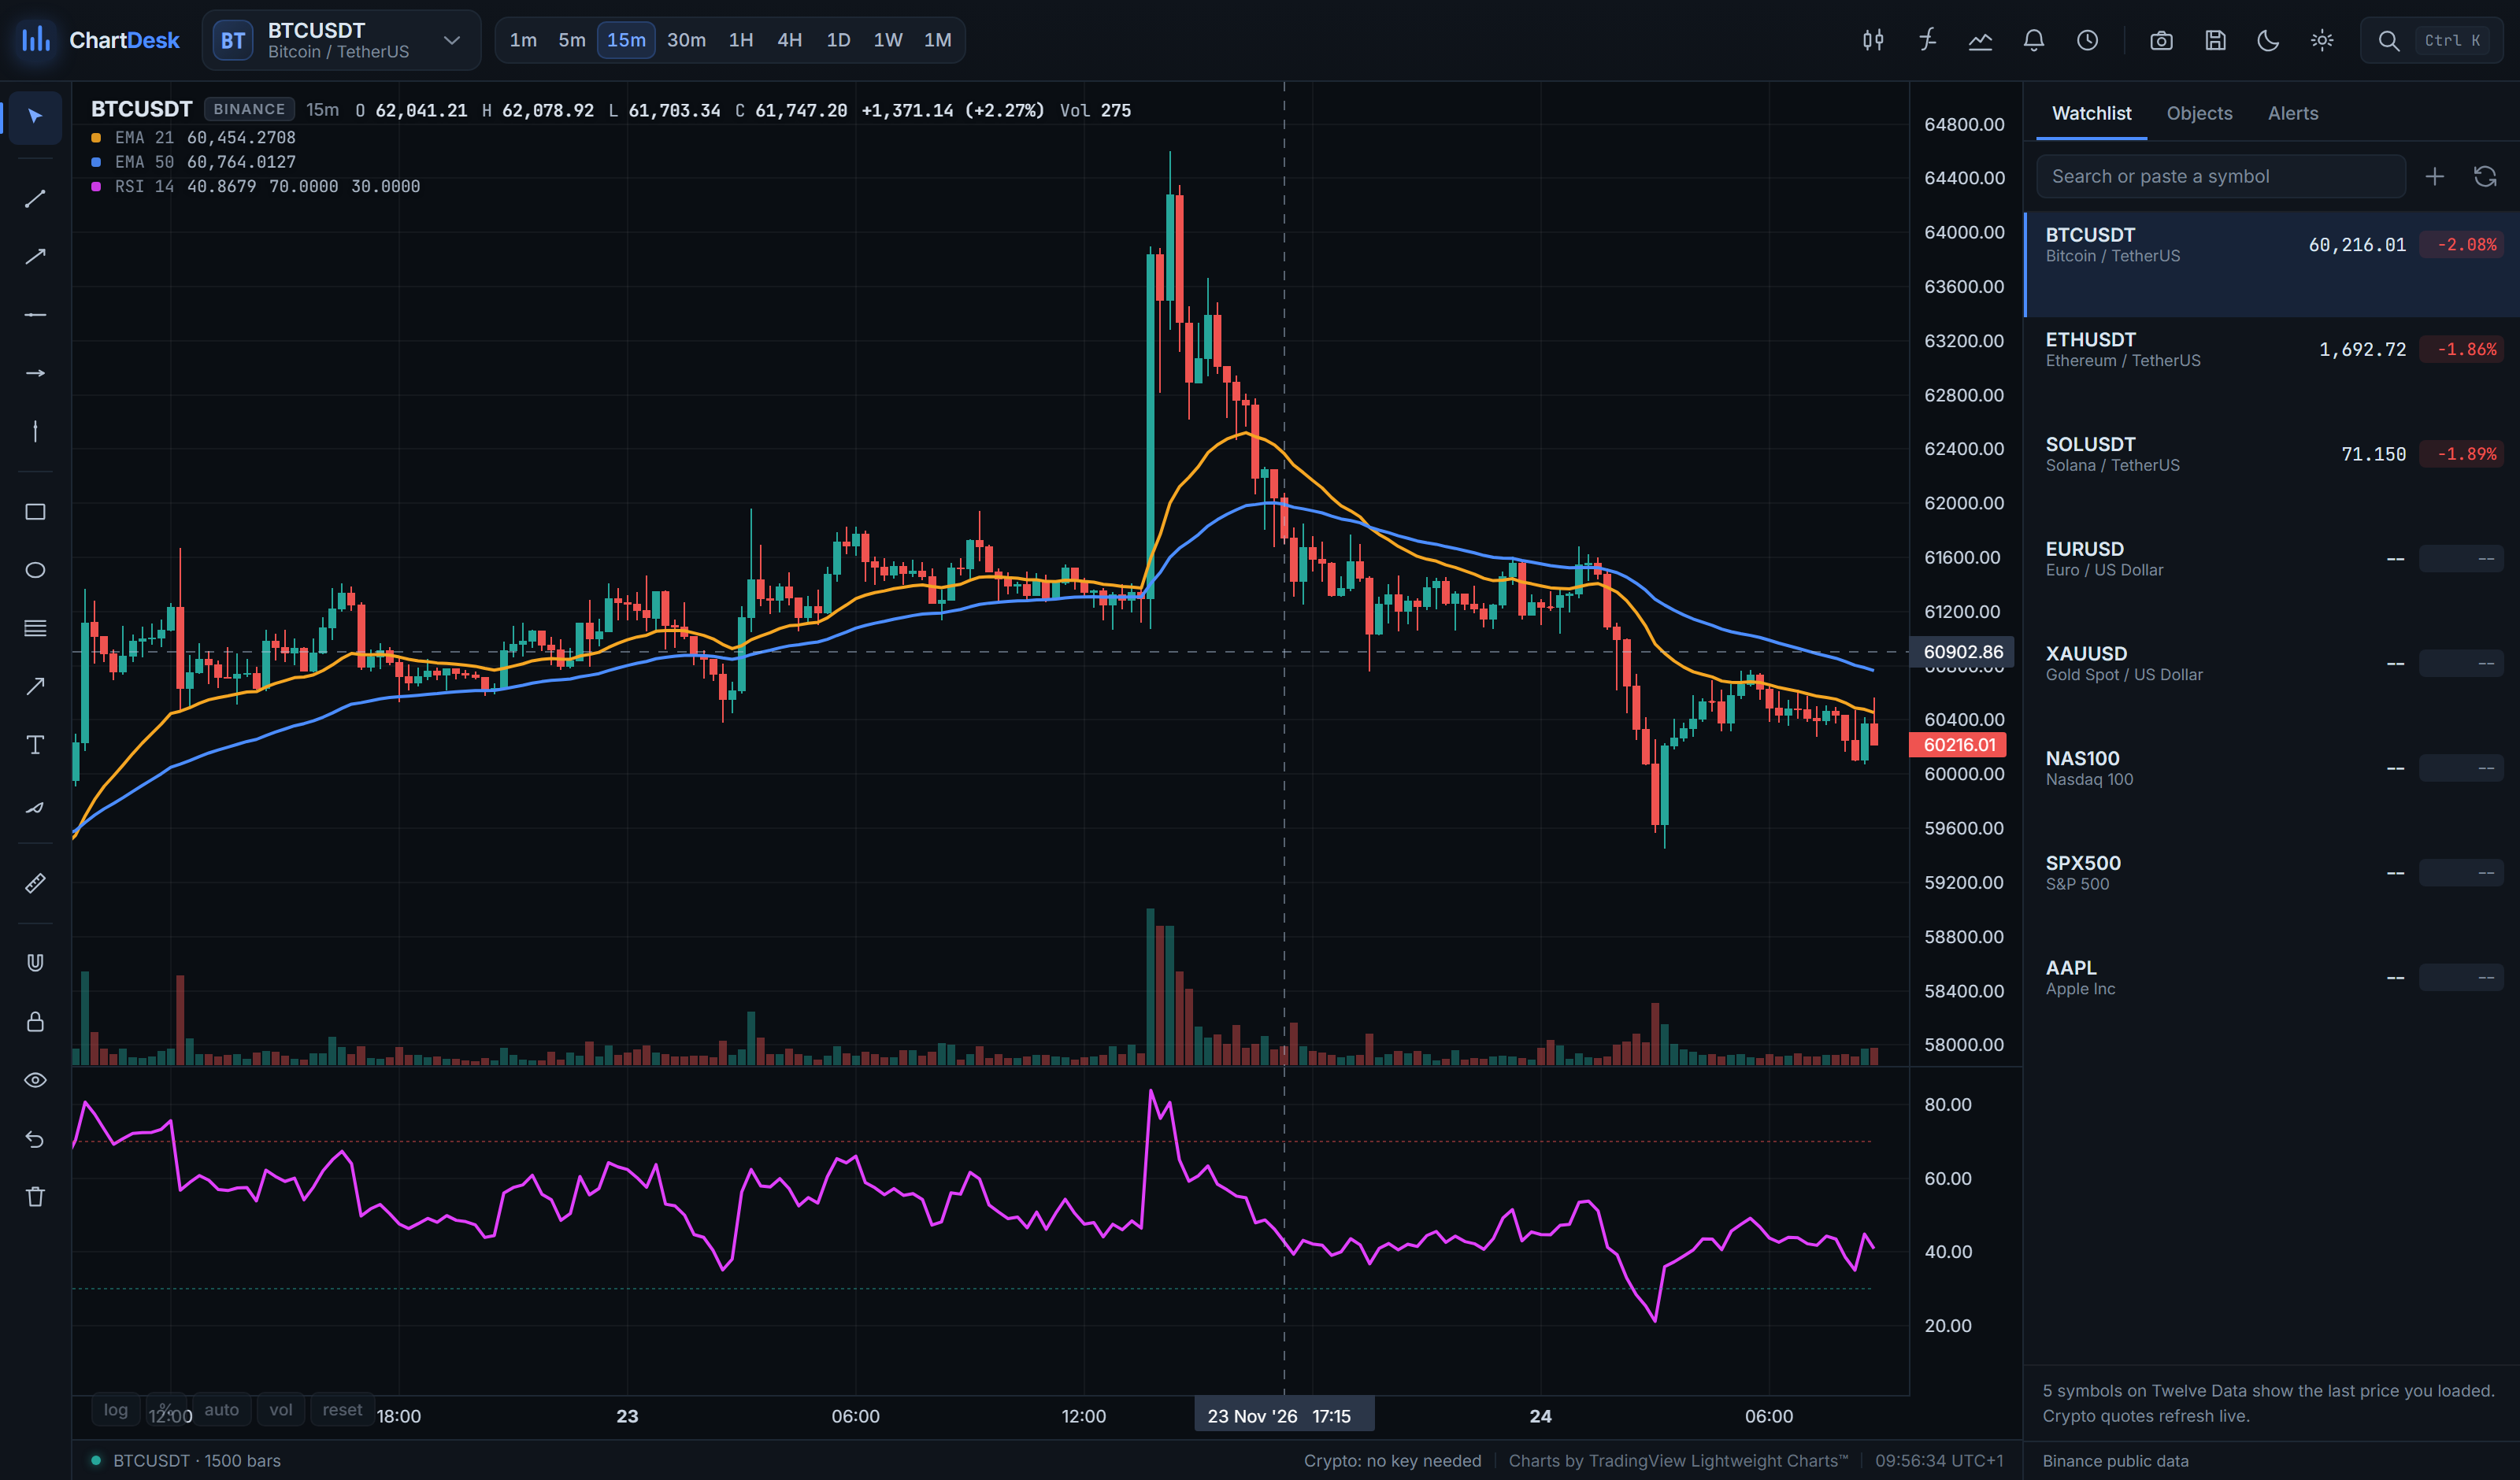 ChartDesk
BT
BTCUSDT
Bitcoin / TetherUS
1m 5m 15m 30m 1H 4H 1D 1W 1M
Ctrl K
BTCUSDT BINANCE 15m O 62,041.21 H 62,078.92 L 61,703.34 C 61,747.20 +1,371.14 (+2.27%) Vol 275
EMA 21 60,454.2708
EMA 50 60,764.0127
RSI 14 40.8679 70.0000 30.0000
64800.00
64400.00
64000.00
63600.00
63200.00
62800.00
62400.00
62000.00
61600.00
61200.00
60902.86
60400.00
60216.01
60000.00
59600.00
59200.00
58800.00
58400.00
58000.00
80.00
60.00
40.00
20.00
log % auto vol reset
12:00 18:00 23 06:00 12:00 23 Nov '26 17:15 24 06:00
BTCUSDT · 1500 bars
Crypto: no key needed
Charts by TradingView Lightweight Charts™
09:56:34 UTC+1
Watchlist Objects Alerts
Search or paste a symbol
BTCUSDT 60,216.01 -2.08%
Bitcoin / TetherUS
ETHUSDT 1,692.72 -1.86%
Ethereum / TetherUS
SOLUSDT 71.150 -1.89%
Solana / TetherUS
EURUSD -- --
Euro / US Dollar
XAUUSD -- --
Gold Spot / US Dollar
NAS100 -- --
Nasdaq 100
SPX500 -- --
S&P 500
AAPL -- --
Apple Inc
5 symbols on Twelve Data show the last price you loaded.
Crypto quotes refresh live.
Binance public data